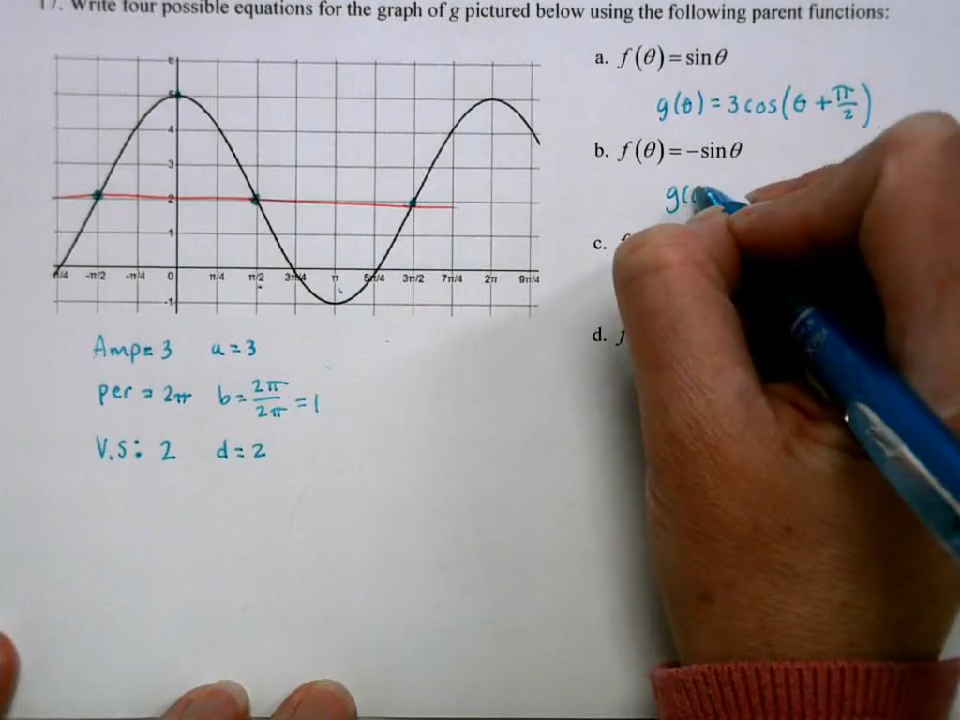 17. Write four possible equations for the graph of g pictured below using the following parent functions:
a. f(θ)=sinθ
g(θ) = 3cos(θ + π/2)
b. f(θ)=-sinθ
g(
c.
d. f
5
4
3
2
1
-1
-π/2 -π/4 0 π/4 π/2 3π/4 π 5π/4 3π/2 7π/4 2π 9π/4
Amp= 3 a = 3
per = 2π b = 2π/2π = 1
V.S: 2 d = 2